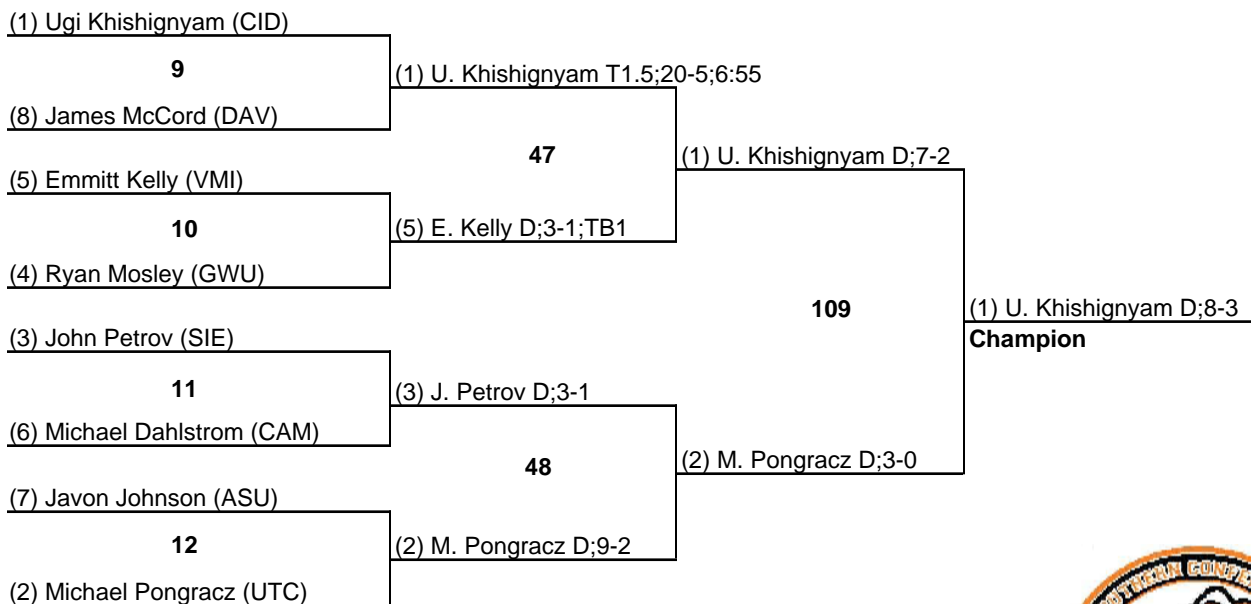 (1) Ugi Khishignyam (CID)
9
(1) U. Khishignyam T1.5;20-5;6:55
(8) James McCord (DAV)
47
(1) U. Khishignyam D;7-2
(5) Emmitt Kelly (VMI)
10
(5) E. Kelly D;3-1;TB1
(4) Ryan Mosley (GWU)
109
(1) U. Khishignyam D;8-3
Champion
(3) John Petrov (SIE)
11
(3) J. Petrov D;3-1
(6) Michael Dahlstrom (CAM)
48
(2) M. Pongracz D;3-0
(7) Javon Johnson (ASU)
12
(2) M. Pongracz D;9-2
(2) Michael Pongracz (UTC)